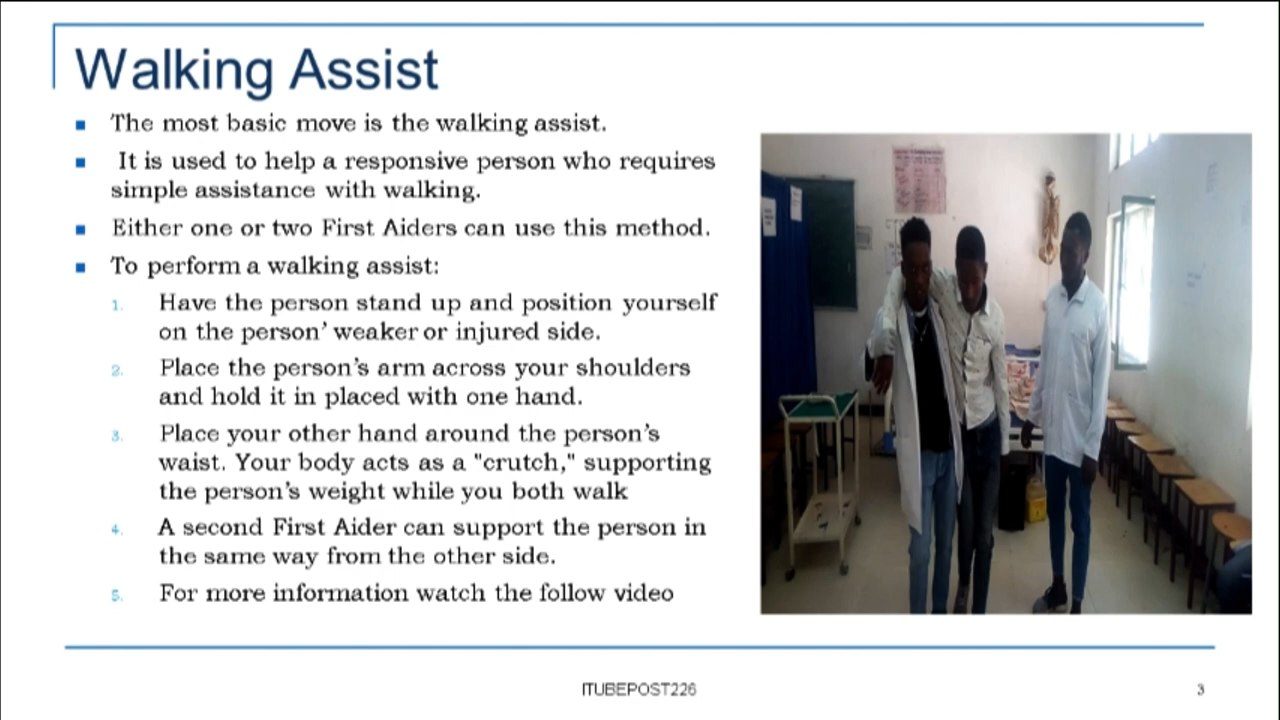 Walking Assist
The most basic move is the walking assist.
It is used to help a responsive person who requires
simple assistance with walking.
Either one or two First Aiders can use this method.
To perform a walking assist:
1. Have the person stand up and position yourself
on the person’ weaker or injured side.
2. Place the person’s arm across your shoulders
and hold it in placed with one hand.
3. Place your other hand around the person’s
waist. Your body acts as a "crutch," supporting
the person’s weight while you both walk
4. A second First Aider can support the person in
the same way from the other side.
5. For more information watch the follow video
ITUBEPOST226
3